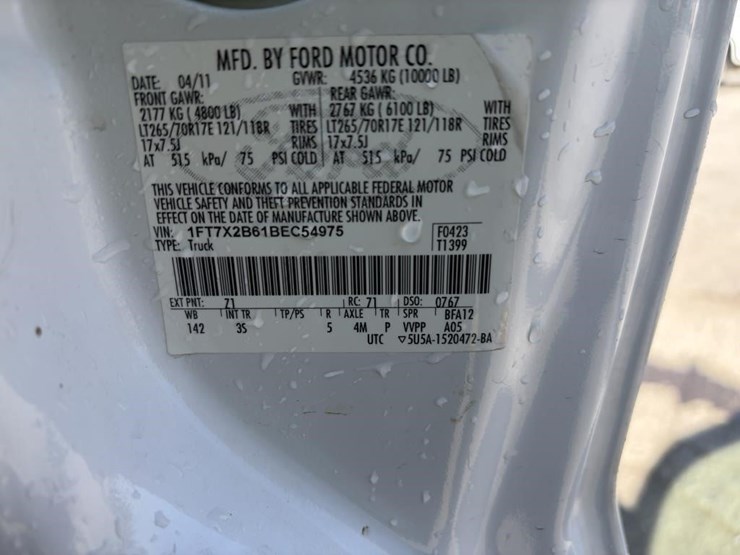 MFD. BY FORD MOTOR CO.
DATE: 04/11 GVWR: 4536 KG (10000 LB)
FRONT GAWR: REAR GAWR:
2177 KG ( 4800 LB) WITH 2767 KG ( 6100 LB) WITH
LT265/70R17E 121/118R TIRES LT265/70R17E 121/118R TIRES
17x7.5J RIMS 17x7.5J RIMS
AT 515 kPa/ 75 PSI COLD AT 515 kPa/ 75 PSI COLD
THIS VEHICLE CONFORMS TO ALL APPLICABLE FEDERAL MOTOR
VEHICLE SAFETY AND THEFT PREVENTION STANDARDS IN
EFFECT ON THE DATE OF MANUFACTURE SHOWN ABOVE.
VIN: 1FT7X2B61BEC54975 F0423
TYPE: Truck T1399
EXT PNT: 71 RC: 71 DSO: 0767
WB INT TR TP/PS R AXLE TR SPR BFA12
142 3S 5 4M P VVPP A05
UTC ▽5U5A-1520472-BA